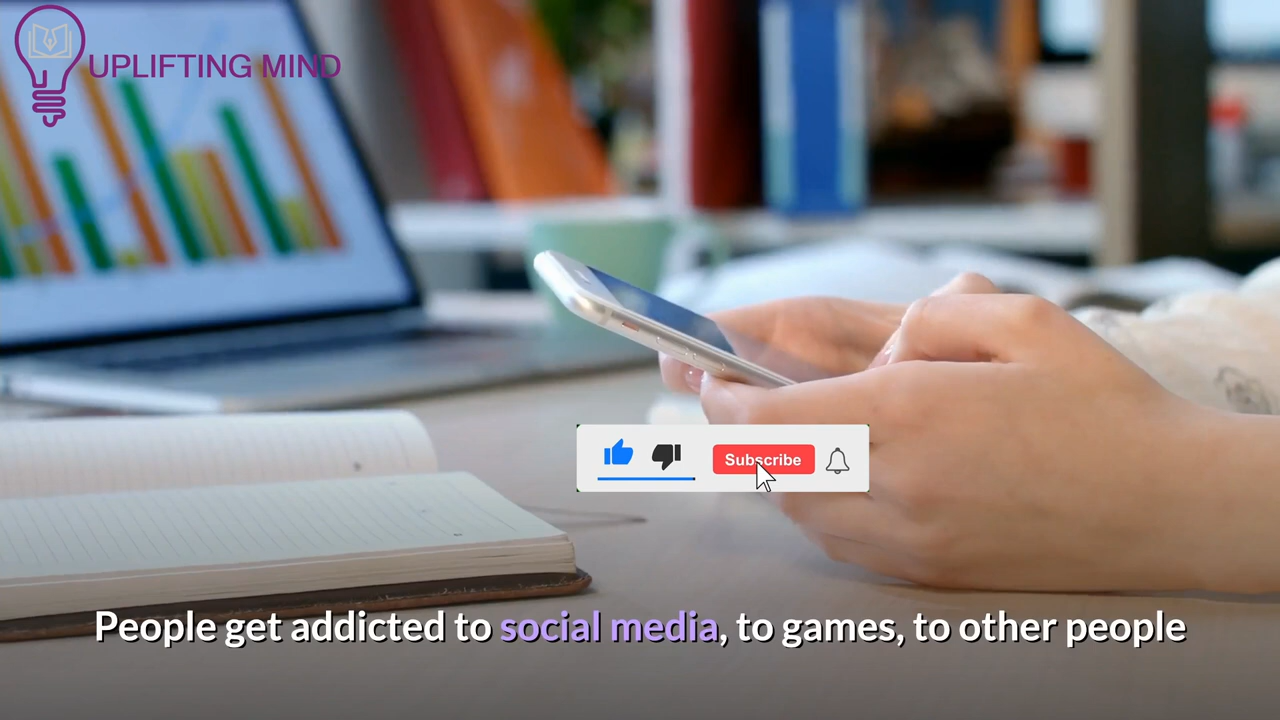 UPLIFTING MIND
Subscribe
People get addicted to social media, to games, to other people